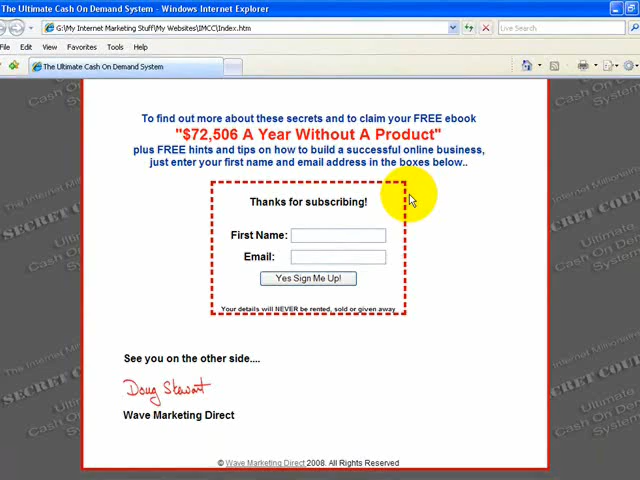 The Ultimate Cash On Demand System - Windows Internet Explorer
G:\My Internet Marketing Stuff\My Websites\IMCC\Index.htm
Live Search
File Edit View Favorites Tools Help
The Ultimate Cash On Demand System
To find out more about these secrets and to claim your FREE ebook
"$72,506 A Year Without A Product"
plus FREE hints and tips on how to build a successful online business,
just enter your first name and email address in the boxes below..
Thanks for subscribing!
First Name:
Email:
Yes Sign Me Up!
Your details will NEVER be rented, sold or given away
See you on the other side....
Doug Stewart
Wave Marketing Direct
© Wave Marketing Direct 2008. All Rights Reserved